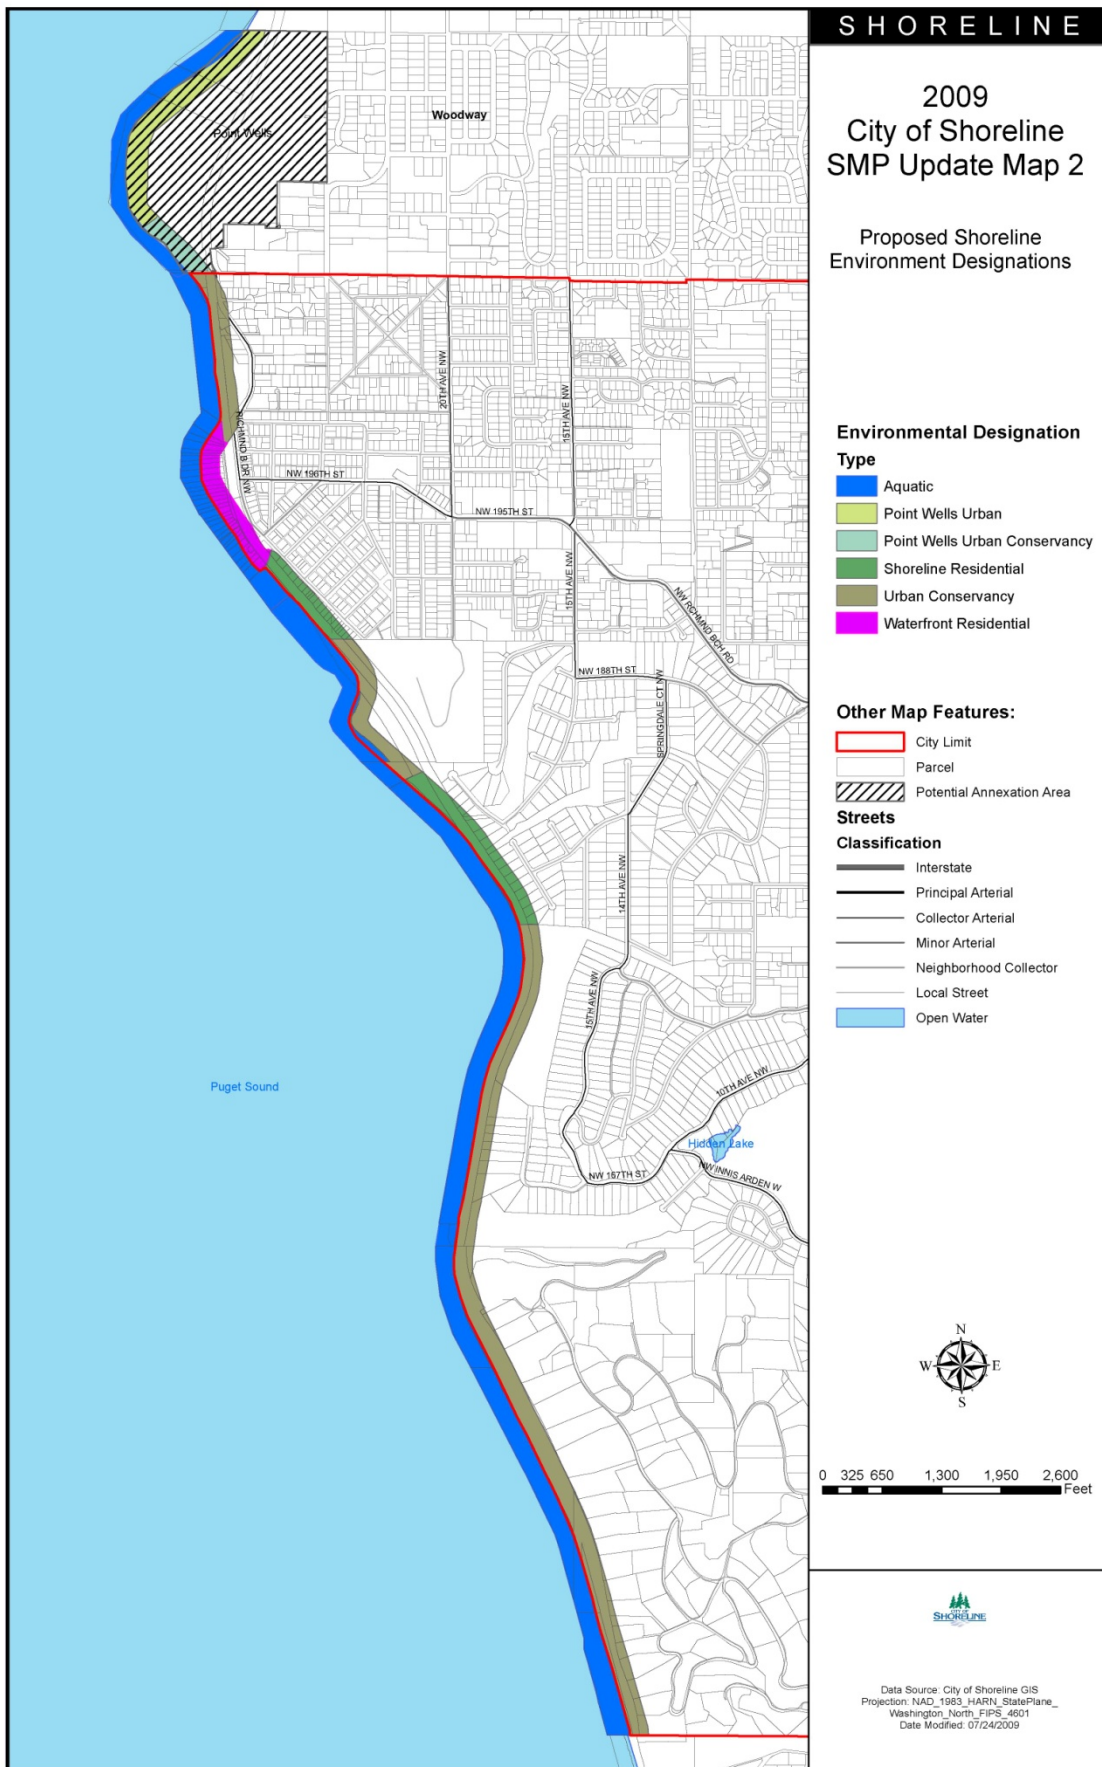 SHORELINE
2009
City of Shoreline
SMP Update Map 2
Proposed Shoreline
Environment Designations
Environmental Designation
Type
Aquatic
Point Wells Urban
Point Wells Urban Conservancy
Shoreline Residential
Urban Conservancy
Waterfront Residential
Other Map Features:
City Limit
Parcel
Potential Annexation Area
Streets
Classification
Interstate
Principal Arterial
Collector Arterial
Minor Arterial
Neighborhood Collector
Local Street
Open Water
N
W E
S
0 325 650 1,300 1,950 2,600
Feet
CITY OF
SHORELINE
Data Source: City of Shoreline GIS
Projection: NAD_1983_HARN_StatePlane_
Washington_North_FIPS_4601
Date Modified: 07/24/2009
Woodway
Point Wells
20TH AVE NW
15TH AVE NW
RICHMND B DR NW
NW 196TH ST
NW 195TH ST
15TH AVE NW
NW RCHMND BCH RD
NW 188TH ST
SPRINGDALE CT NW
14TH AVE NW
15TH AVE NW
Puget Sound
10TH AVE NW
Hidden Lake
NW 167TH ST
NW INNIS ARDEN W